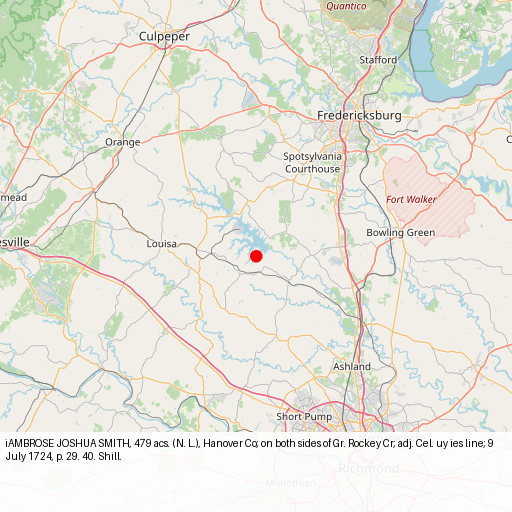 Quantico
Culpeper
Stafford
Fredericksburg
Orange
Spotsylvania
Courthouse
Fort Walker
mead
Bowling Green
esville
Louisa
Ashland
Short Pump
iAMBROSE JOSHUA SMITH, 479 acs. (N. L.), Hanover Co; on both sides of Gr. Rockey Cr; adj. Cel. uy ies line; 9
July 1724, p. 29. 40. Shill.
Richmond
Midlothian